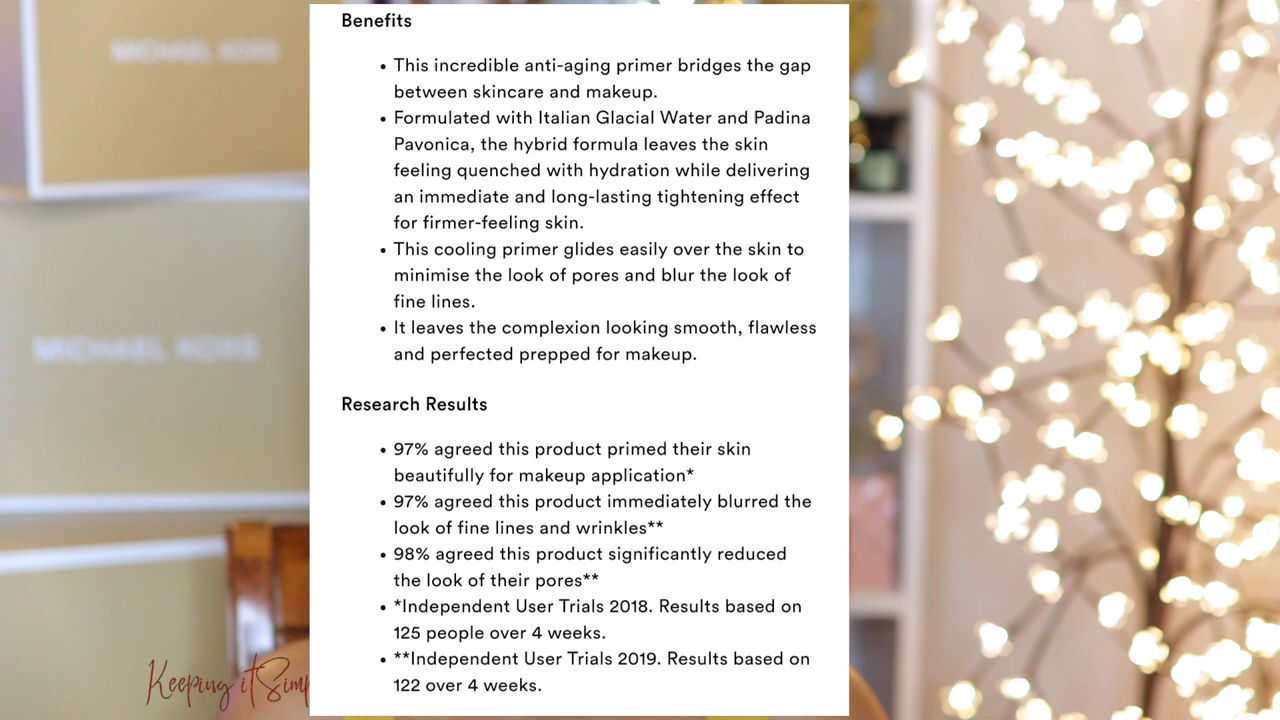 MICHAEL KORS
MICHAEL KORS
Benefits
• This incredible anti-aging primer bridges the gap
between skincare and makeup.
• Formulated with Italian Glacial Water and Padina
Pavonica, the hybrid formula leaves the skin
feeling quenched with hydration while delivering
an immediate and long-lasting tightening effect
for firmer-feeling skin.
• This cooling primer glides easily over the skin to
minimise the look of pores and blur the look of
fine lines.
• It leaves the complexion looking smooth, flawless
and perfected prepped for makeup.
Research Results
• 97% agreed this product primed their skin
beautifully for makeup application*
• 97% agreed this product immediately blurred the
look of fine lines and wrinkles**
• 98% agreed this product significantly reduced
the look of their pores**
• *Independent User Trials 2018. Results based on
125 people over 4 weeks.
• **Independent User Trials 2019. Results based on
122 over 4 weeks.
Keeping it Simp